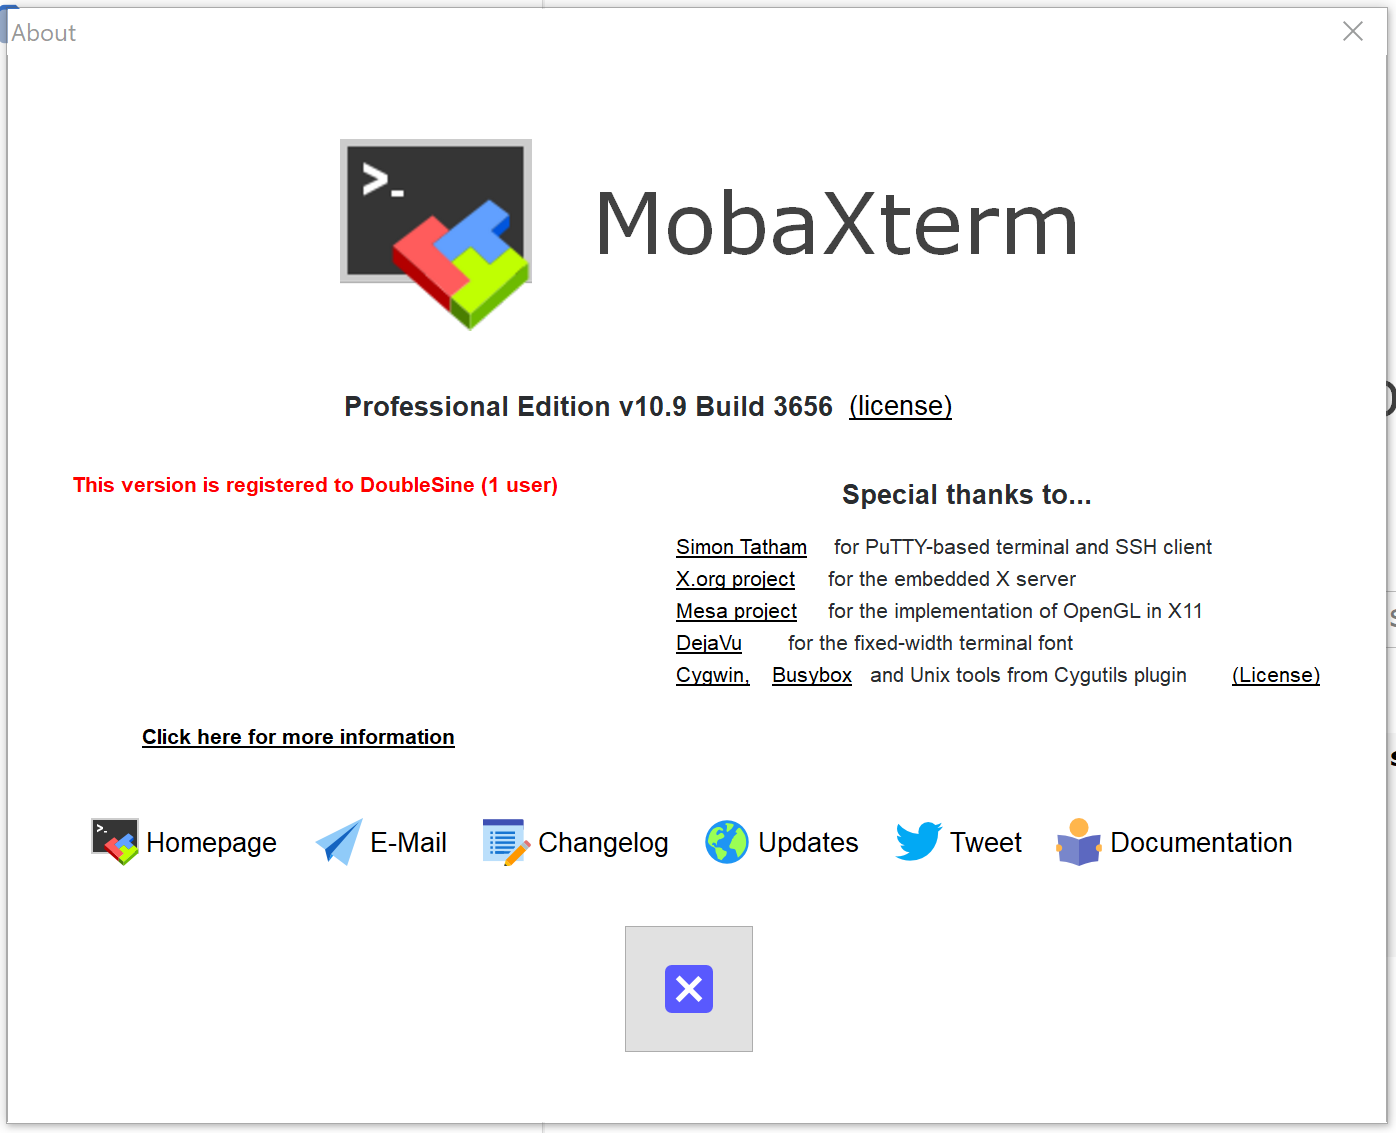 About
>_
MobaXterm
Professional Edition v10.9 Build 3656 (license)
This version is registered to DoubleSine (1 user)
Special thanks to...
Simon Tatham for PuTTY-based terminal and SSH client
X.org project for the embedded X server
Mesa project for the implementation of OpenGL in X11
DejaVu for the fixed-width terminal font
Cygwin, Busybox and Unix tools from Cygutils plugin (License)
Click here for more information
Homepage E-Mail Changelog Updates Tweet Documentation